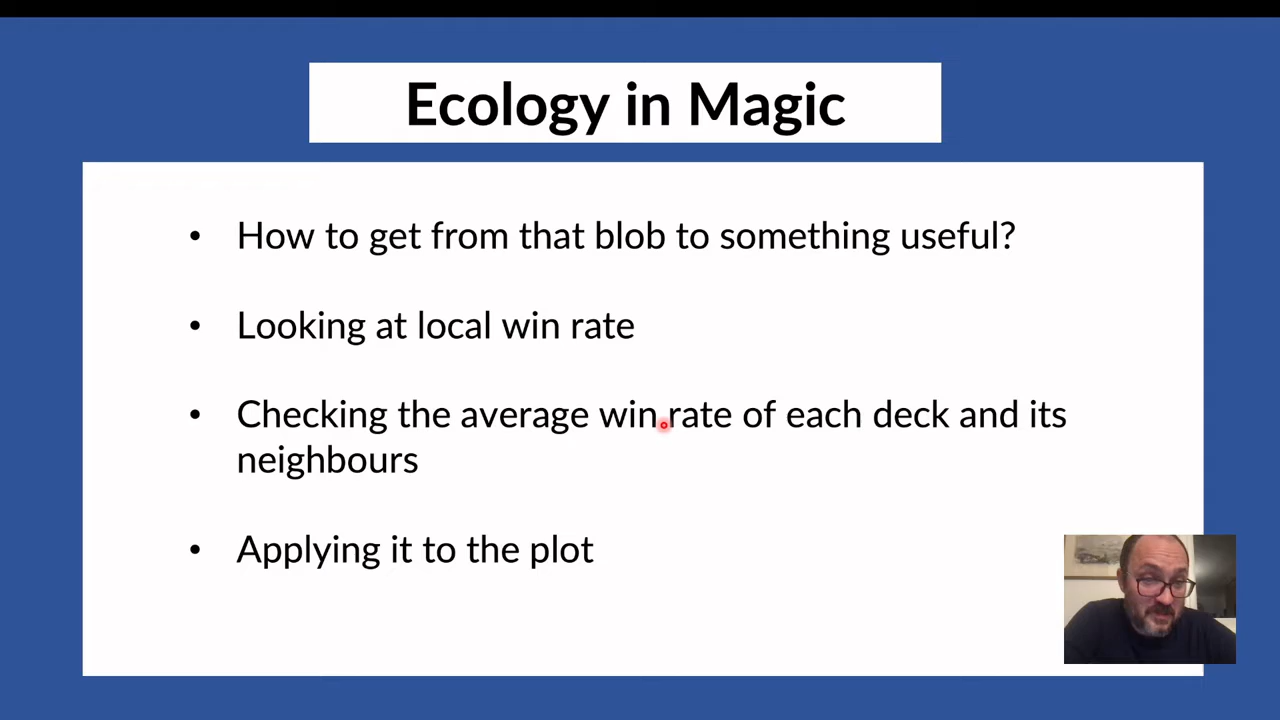 Ecology in Magic
• How to get from that blob to something useful?
• Looking at local win rate
• Checking the average win rate of each deck and its
neighbours
• Applying it to the plot